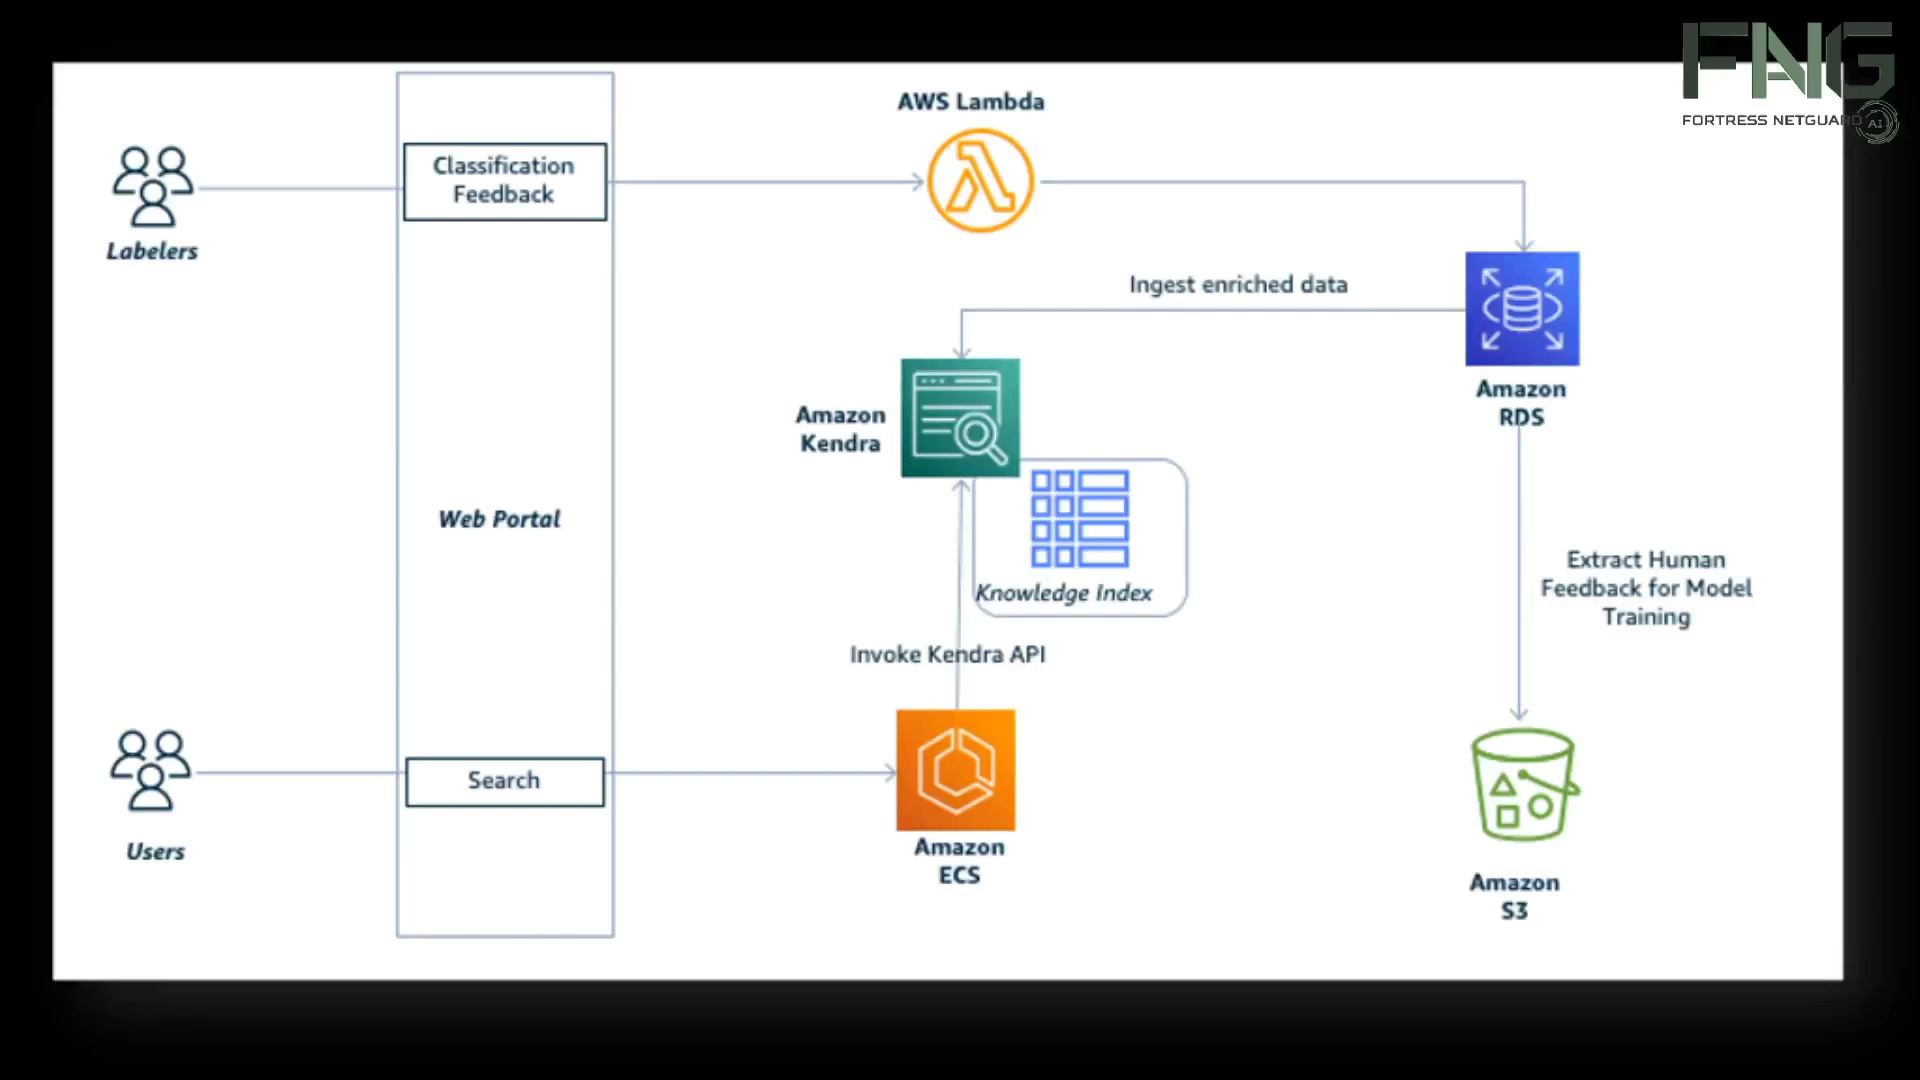 FNG
FORTRESS NETGUARD
AI
AWS Lambda
Classification
Feedback
Labelers
Ingest enriched data
Amazon
RDS
Amazon
Kendra
Web Portal
Knowledge Index
Extract Human
Feedback for Model
Training
Invoke Kendra API
Search
Users
Amazon
ECS
Amazon
S3